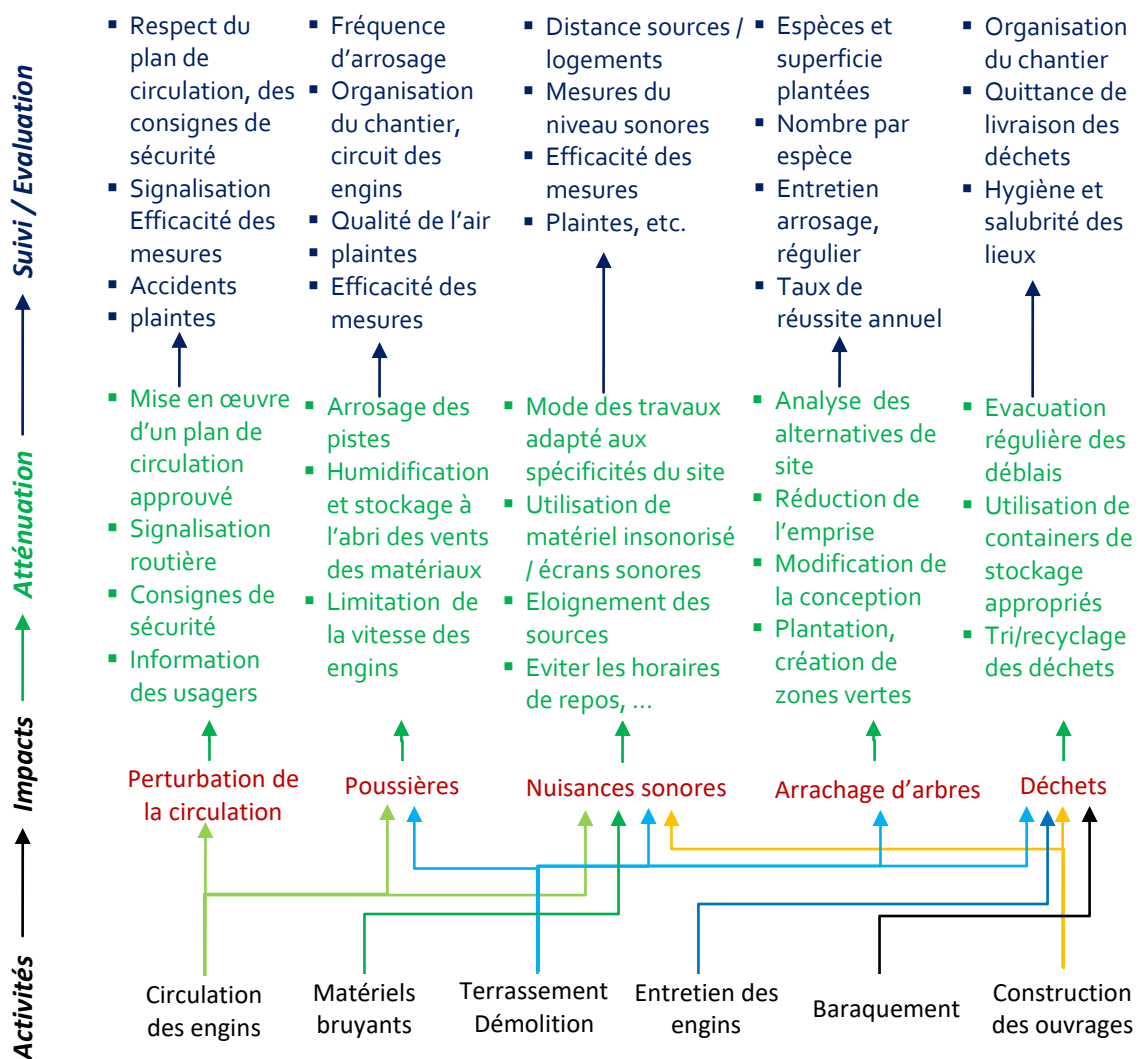 ▪ Respect du
plan de
circulation, des
consignes de
sécurité
▪ Signalisation
Efficacité des
mesures
▪ Accidents
▪ plaintes
▪ Fréquence
d'arrosage
▪ Organisation
du chantier,
circuit des
engins
▪ Qualité de l'air
▪ plaintes
▪ Efficacité des
mesures
▪ Distance sources /
logements
▪ Mesures du
niveau sonores
▪ Efficacité des
mesures
▪ Plaintes, etc.
▪ Espèces et
superficie
plantées
▪ Nombre par
espèce
▪ Entretien
arrosage,
régulier
▪ Taux de
réussite annuel
▪ Organisation
du chantier
▪ Quittance de
livraison des
déchets
▪ Hygiène et
salubrité des
lieux
Suivi / Evaluation
▪ Mise en œuvre
d'un plan de
circulation
approuvé
▪ Signalisation
routière
▪ Consignes de
sécurité
▪ Information
des usagers
▪ Arrosage des
pistes
▪ Humidification
et stockage à
l'abri des vents
des matériaux
▪ Limitation de
la vitesse des
engins
▪ Mode des travaux
adapté aux
spécificités du site
▪ Utilisation de
matériel insonorisé
/ écrans sonores
▪ Eloignement des
sources
▪ Eviter les horaires
de repos, ...
▪ Analyse des
alternatives de
site
▪ Réduction de
l'emprise
▪ Modification de
la conception
▪ Plantation,
création de
zones vertes
▪ Evacuation
régulière des
déblais
▪ Utilisation de
containers de
stockage
appropriés
▪ Tri/recyclage
des déchets
Atténuation
Perturbation de
la circulation
Poussières
Nuisances sonores
Arrachage d'arbres
Déchets
Impacts
Circulation
des engins
Matériels
bruyants
Terrassement
Démolition
Entretien des
engins
Baraquement
Construction
des ouvrages
Activités